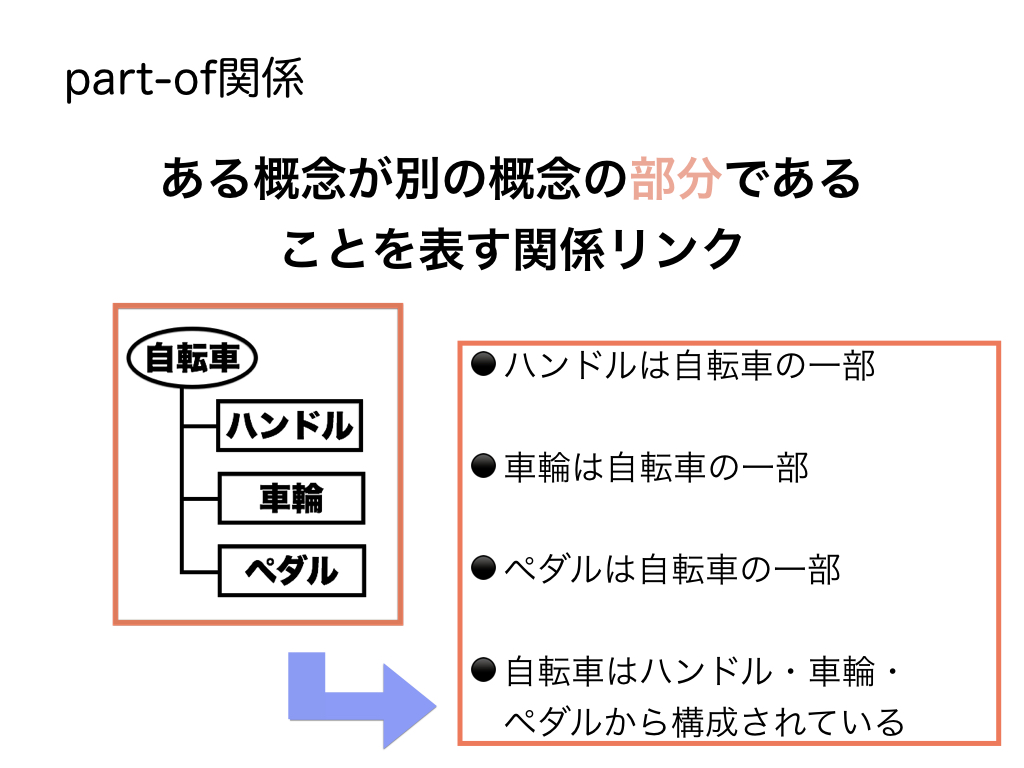 part-of関係
ある概念が別の概念の部分である
ことを表す関係リンク
自転車
ハンドル
車輪
ペダル
●ハンドルは自転車の一部
●車輪は自転車の一部
●ペダルは自転車の一部
●自転車はハンドル・車輪・
ペダルから構成されている